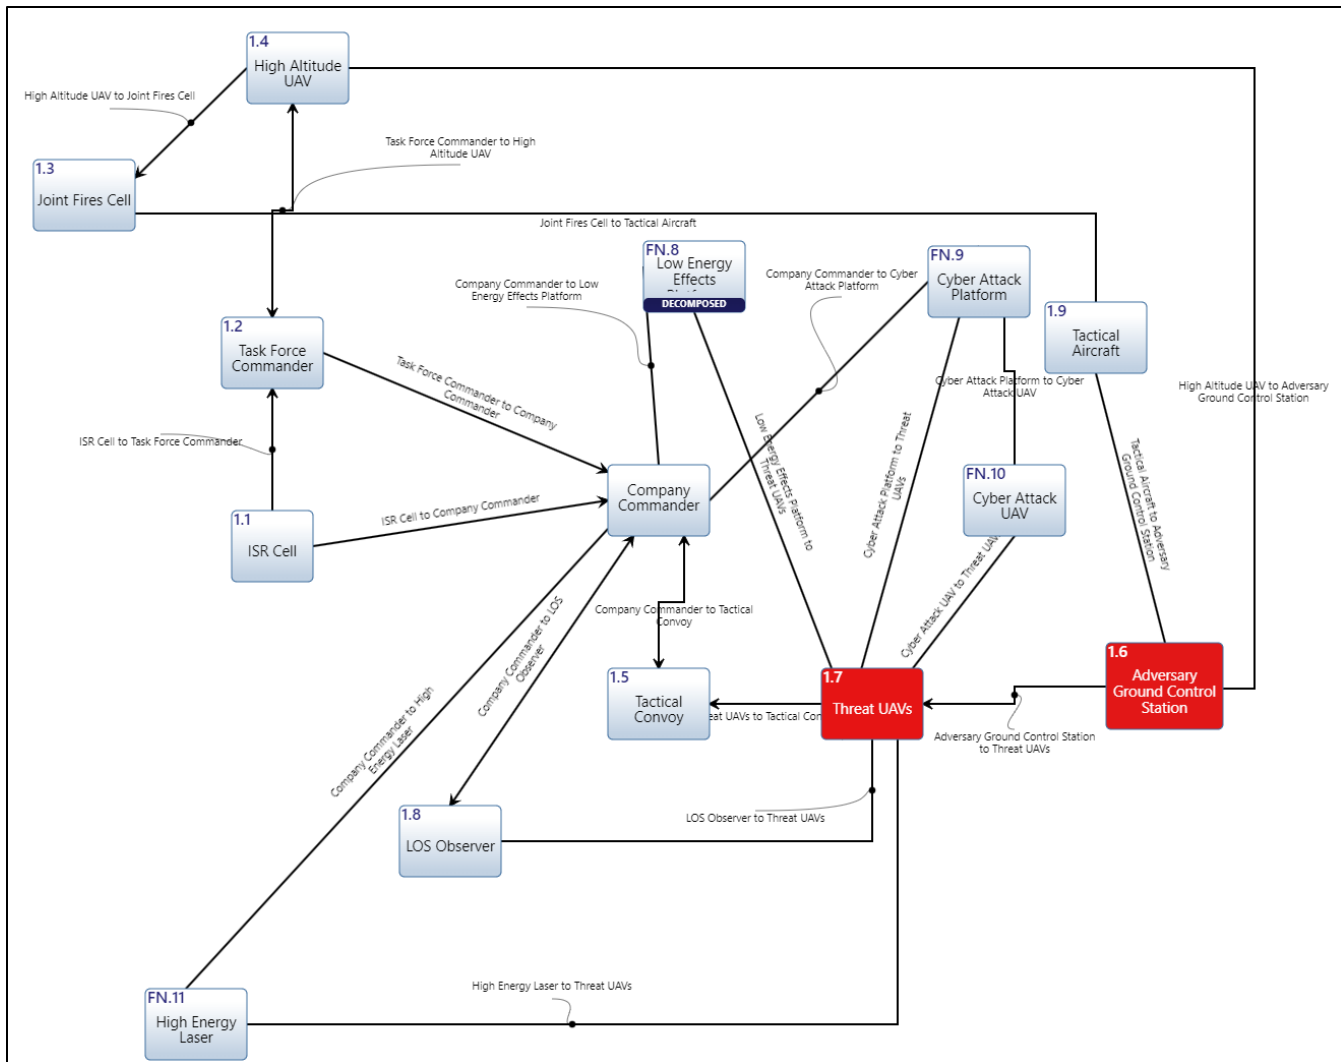 1.4
High Altitude
UAV
High Altitude UAV to Joint Fires Cell
Task Force Commander to High
Altitude UAV
1.3
Joint Fires Cell
Joint Fires Cell to Tactical Aircraft
FN.8
Low Energy
Effects
DECOMPOSED
Company Commander to Low
Energy Effects Platform
Company Commander to Cyber
Attack Platform
FN.9
Cyber Attack
Platform
1.9
Tactical
Aircraft
1.2
Task Force
Commander
Task Force Commander to Company
Commander
Cyber Attack Platform to Cyber
Attack UAV
High Altitude UAV to Adversary
Ground Control Station
ISR Cell to Task Force Commander
Low Energy Effects Platform to
Threat UAVs
Cyber Attack Platform to Threat
UAVs
Tactical Aircraft to Adversary
Ground Control Station
Company
Commander
FN.10
Cyber Attack
UAV
1.1
ISR Cell
ISR Cell to Company Commander
Cyber Attack UAV to Threat UAV
Company Commander to Tactical
Convoy
Company Commander to LOS
Observer
Company Commander to High
Energy Laser
1.5
Tactical
Convoy
UAVs to Tactical
1.7
Threat UAVs
1.6
Adversary
Ground Control
Station
Adversary Ground Control Station
to Threat UAVs
1.8
LOS Observer
LOS Observer to Threat UAVs
High Energy Laser to Threat UAVs
FN.11
High Energy
Laser